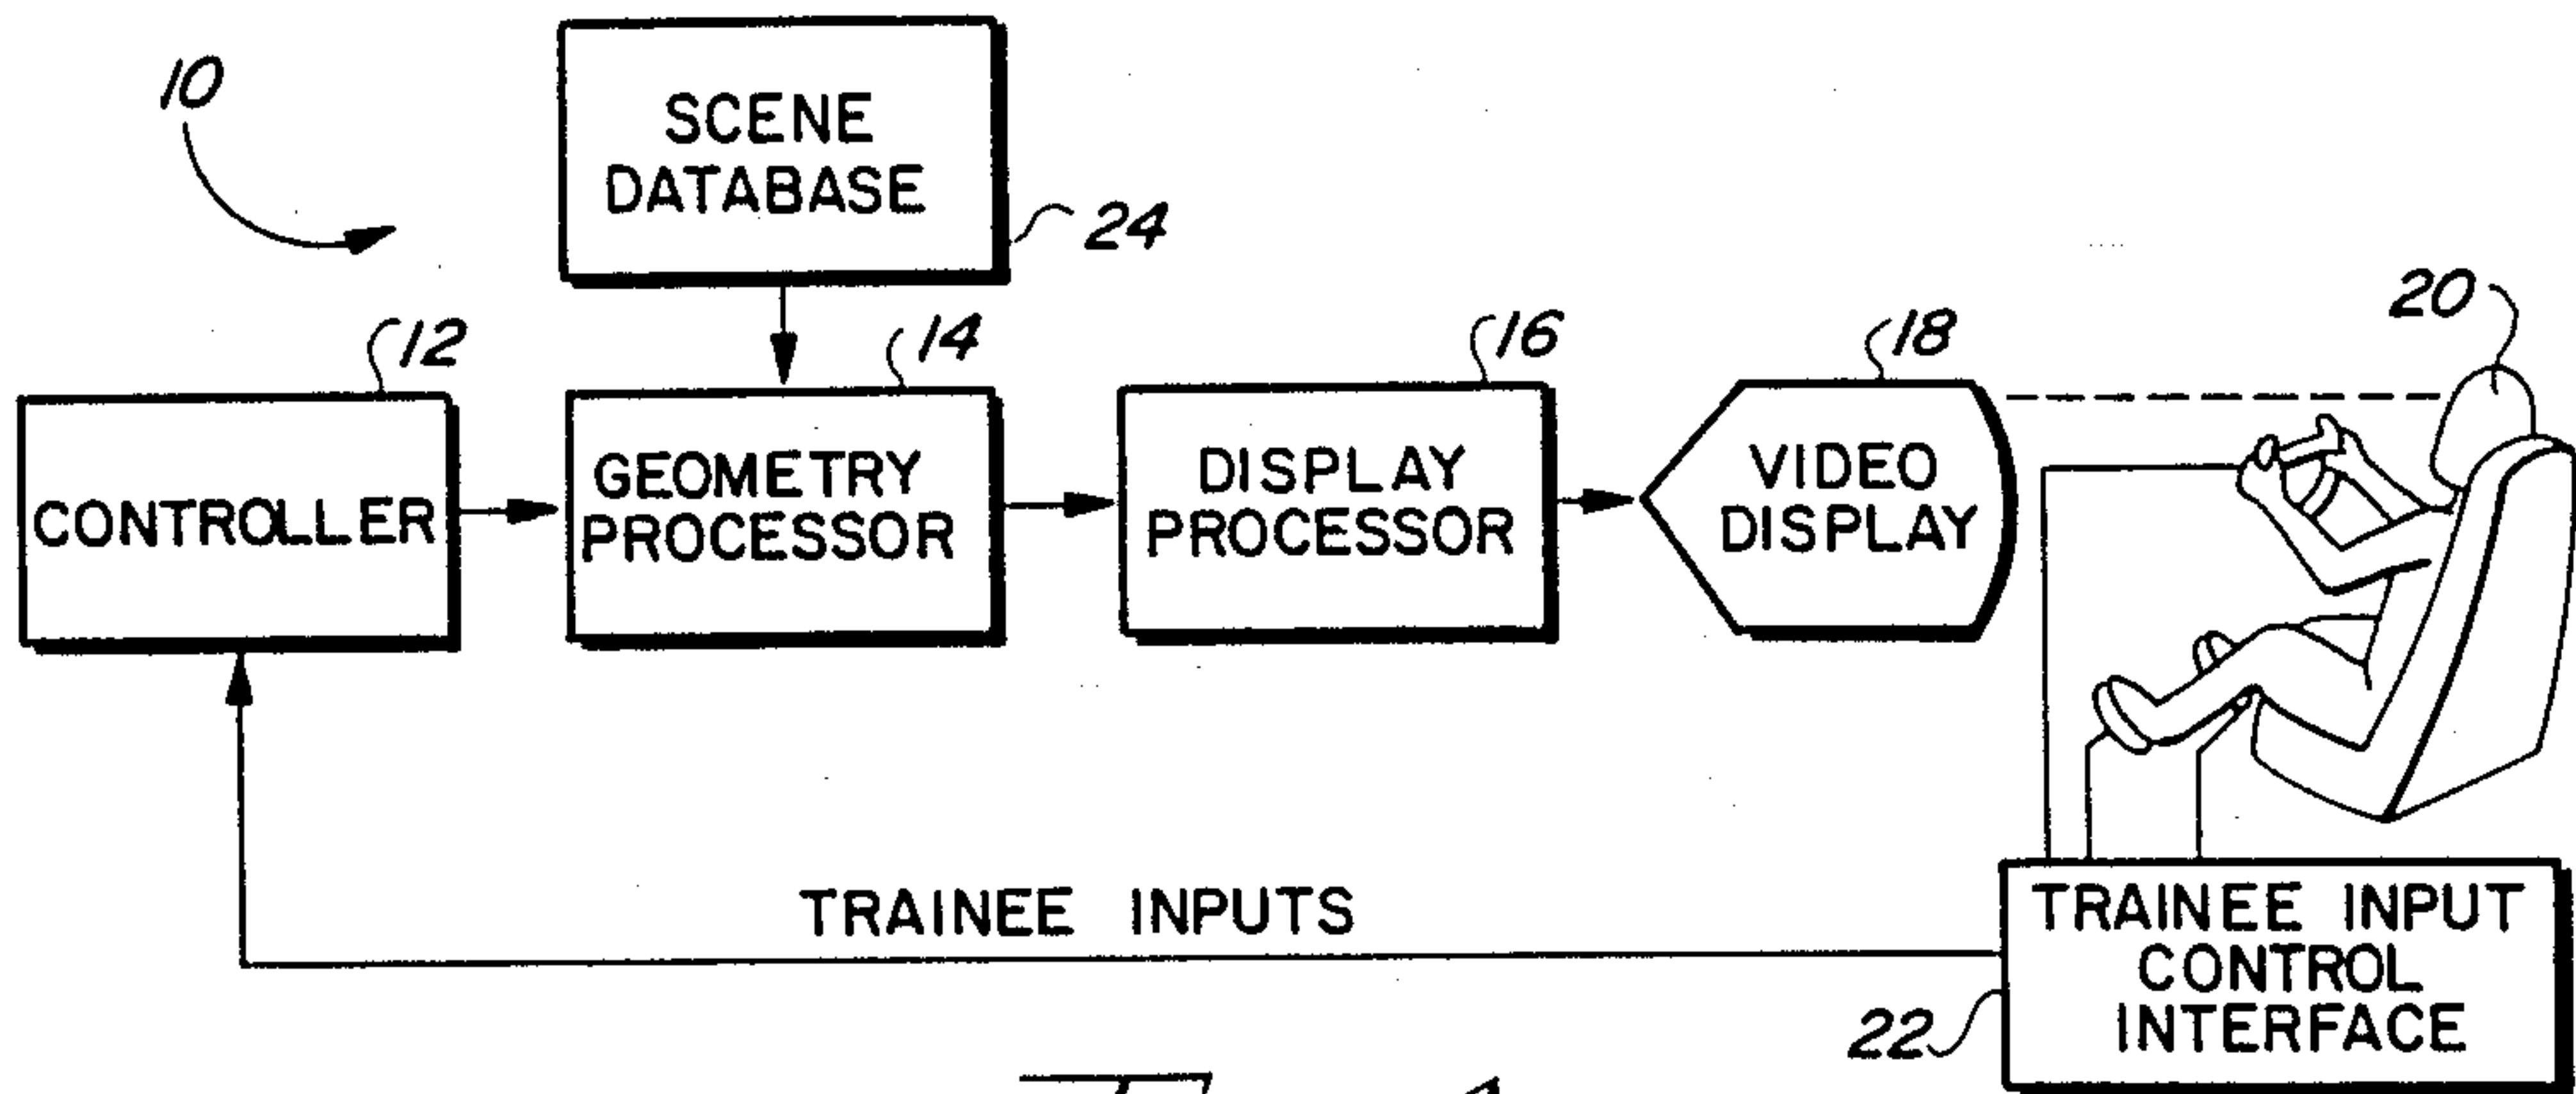 10
SCENE
DATABASE
24
20
12
14
16
18
CONTROLLER
GEOMETRY
PROCESSOR
DISPLAY
PROCESSOR
VIDEO
DISPLAY
TRAINEE INPUTS
TRAINEE INPUT
CONTROL
INTERFACE
22